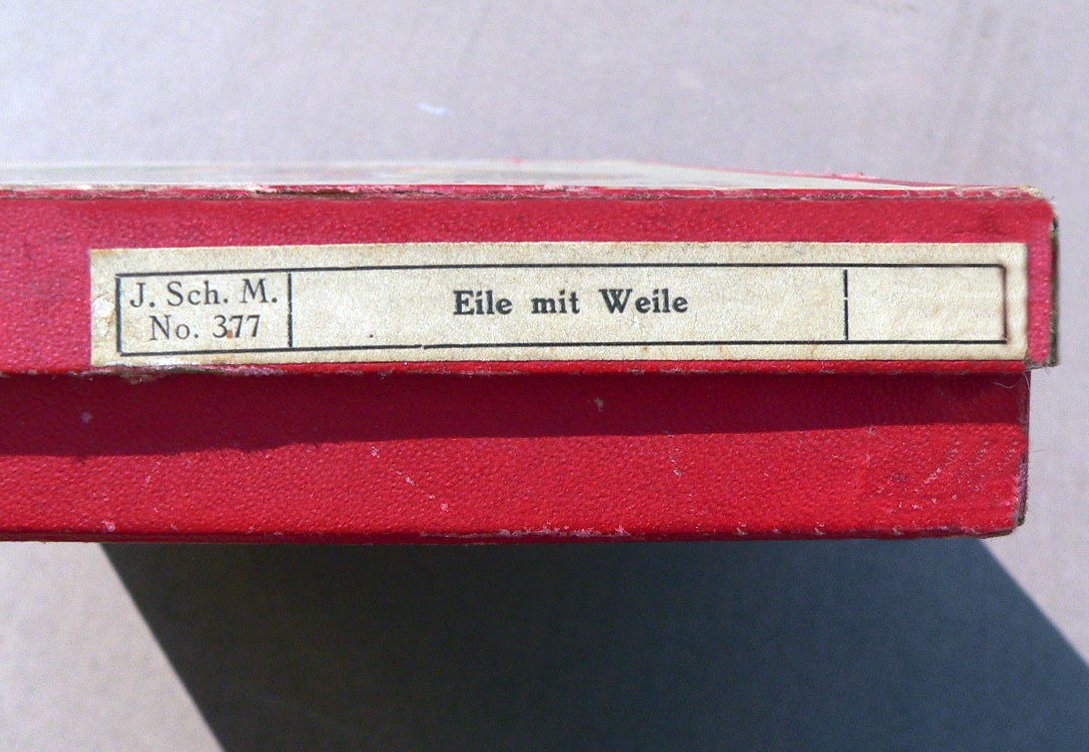 J. Sch. M.
No. 377
Eile mit Weile